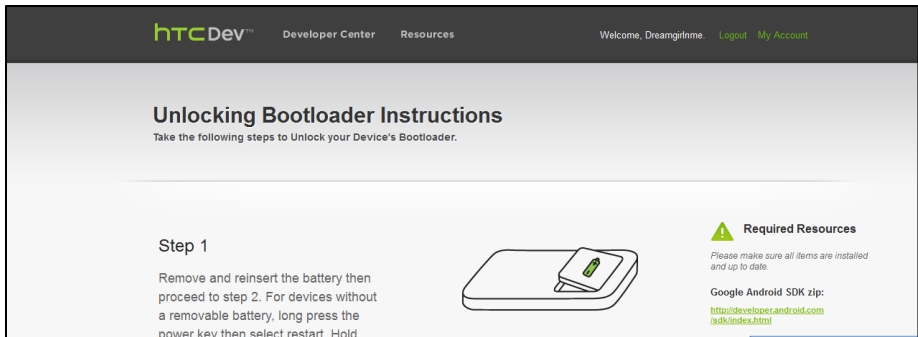 hTC Dev™ Developer Center Resources Welcome, Dreamgirlnme. Logout My Account
Unlocking Bootloader Instructions
Take the following steps to Unlock your Device's Bootloader.
Step 1
Remove and reinsert the battery then
proceed to step 2. For devices without
a removable battery, long press the
power key then select restart. Hold
Required Resources
Please make sure all items are installed
and up to date.
Google Android SDK zip:
http://developer.android.com
/sdk/index.html